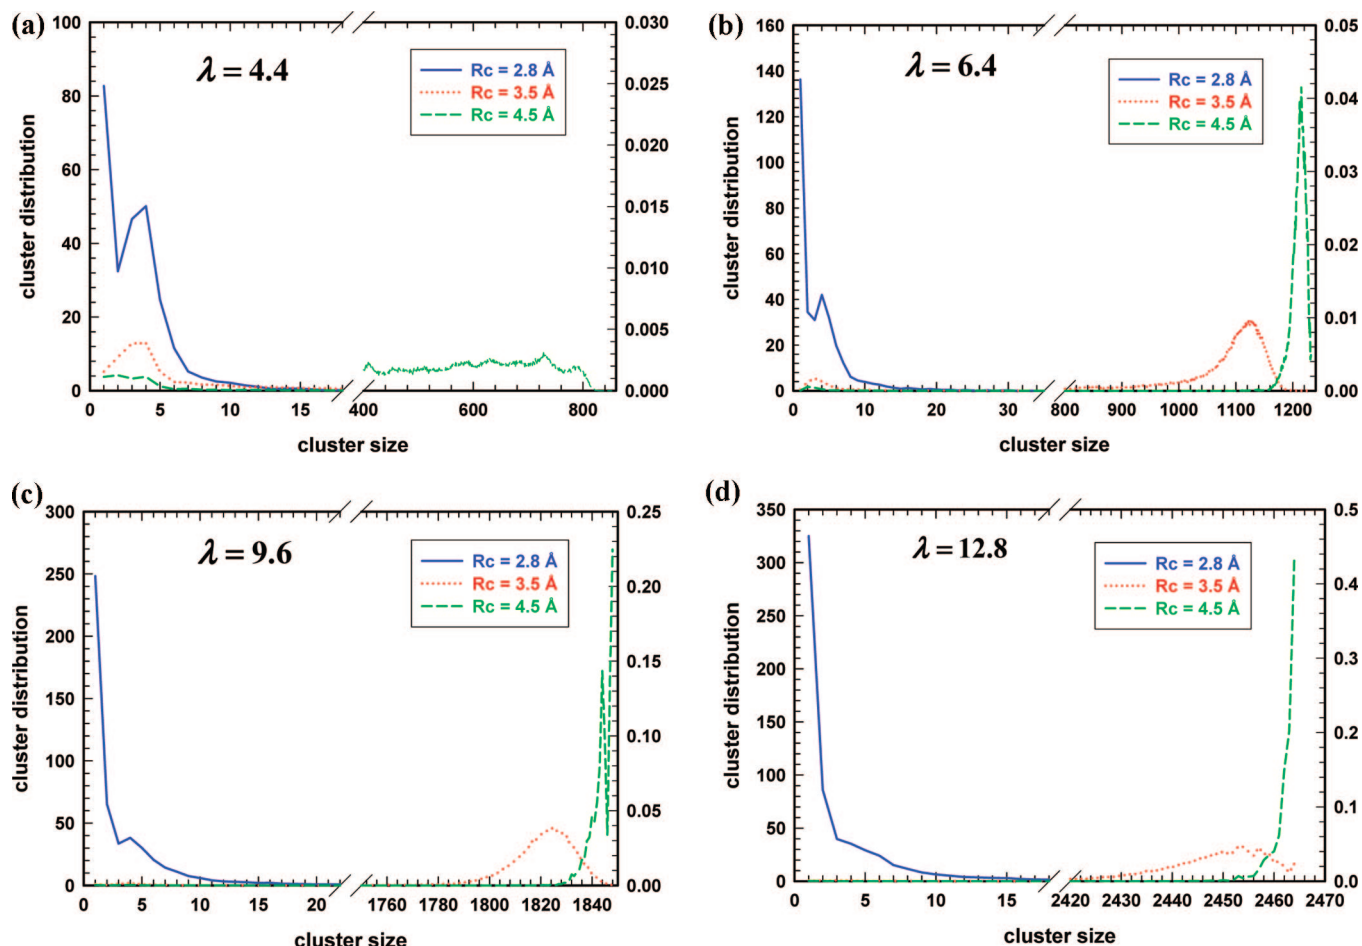 (a)
100
80
60
40
20
0
0.030
0.025
0.020
0.015
0.010
0.005
0.000
λ = 4.4
Rc = 2.8 Å
Rc = 3.5 Å
Rc = 4.5 Å
cluster distribution
0 5 10 15 400 600 800
cluster size
(b)
160
140
120
100
80
60
40
20
0
0.05
0.04
0.03
0.02
0.01
0.00
λ = 6.4
Rc = 2.8 Å
Rc = 3.5 Å
Rc = 4.5 Å
cluster distribution
0 10 20 30 800 900 1000 1100 1200
cluster size
(c)
300
250
200
150
100
50
0
0.25
0.20
0.15
0.10
0.05
0.00
λ = 9.6
Rc = 2.8 Å
Rc = 3.5 Å
Rc = 4.5 Å
cluster distribution
0 5 10 15 20 1760 1780 1800 1820 1840
cluster size
(d)
350
300
250
200
150
100
50
0
0.5
0.4
0.3
0.2
0.1
0.0
λ = 12.8
Rc = 2.8 Å
Rc = 3.5 Å
Rc = 4.5 Å
cluster distribution
0 5 10 15 2420 2430 2440 2450 2460 2470
cluster size